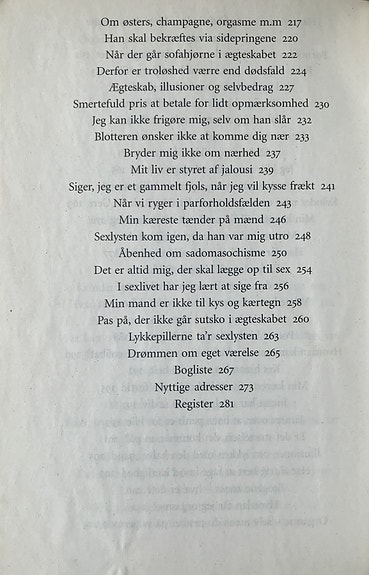 Om østers, champagne, orgasme m.m 217
Han skal bekræftes via sidepringene 220
Når der går sofahjørne i ægteskabet 222
Derfor er troløshed værre end dødsfald 224
Ægteskab, illusioner og selvbedrag 227
Smertefuld pris at betale for lidt opmærksomhed 230
Jeg kan ikke frigøre mig, selv om han slår 232
Blotteren ønsker ikke at komme dig nær 233
Bryder mig ikke om nærhed 237
Mit liv er styret af jalousi 239
Siger, jeg er et gammelt fjols, når jeg vil kysse frækt 241
Når vi ryger i parforholdsfælden 243
Min kæreste tænder på mænd 246
Sexlysten kom igen, da han var mig utro 248
Åbenhed om sadomasochisme 250
Det er altid mig, der skal lægge op til sex 254
I sexlivet har jeg lært at sige fra 256
Min mand er ikke til kys og kærtegn 258
Pas på, der ikke går sutsko i ægteskabet 260
Lykkepillerne ta'r sexlysten 263
Drømmen om eget værelse 265
Bogliste 267
Nyttige adresser 273
Register 281